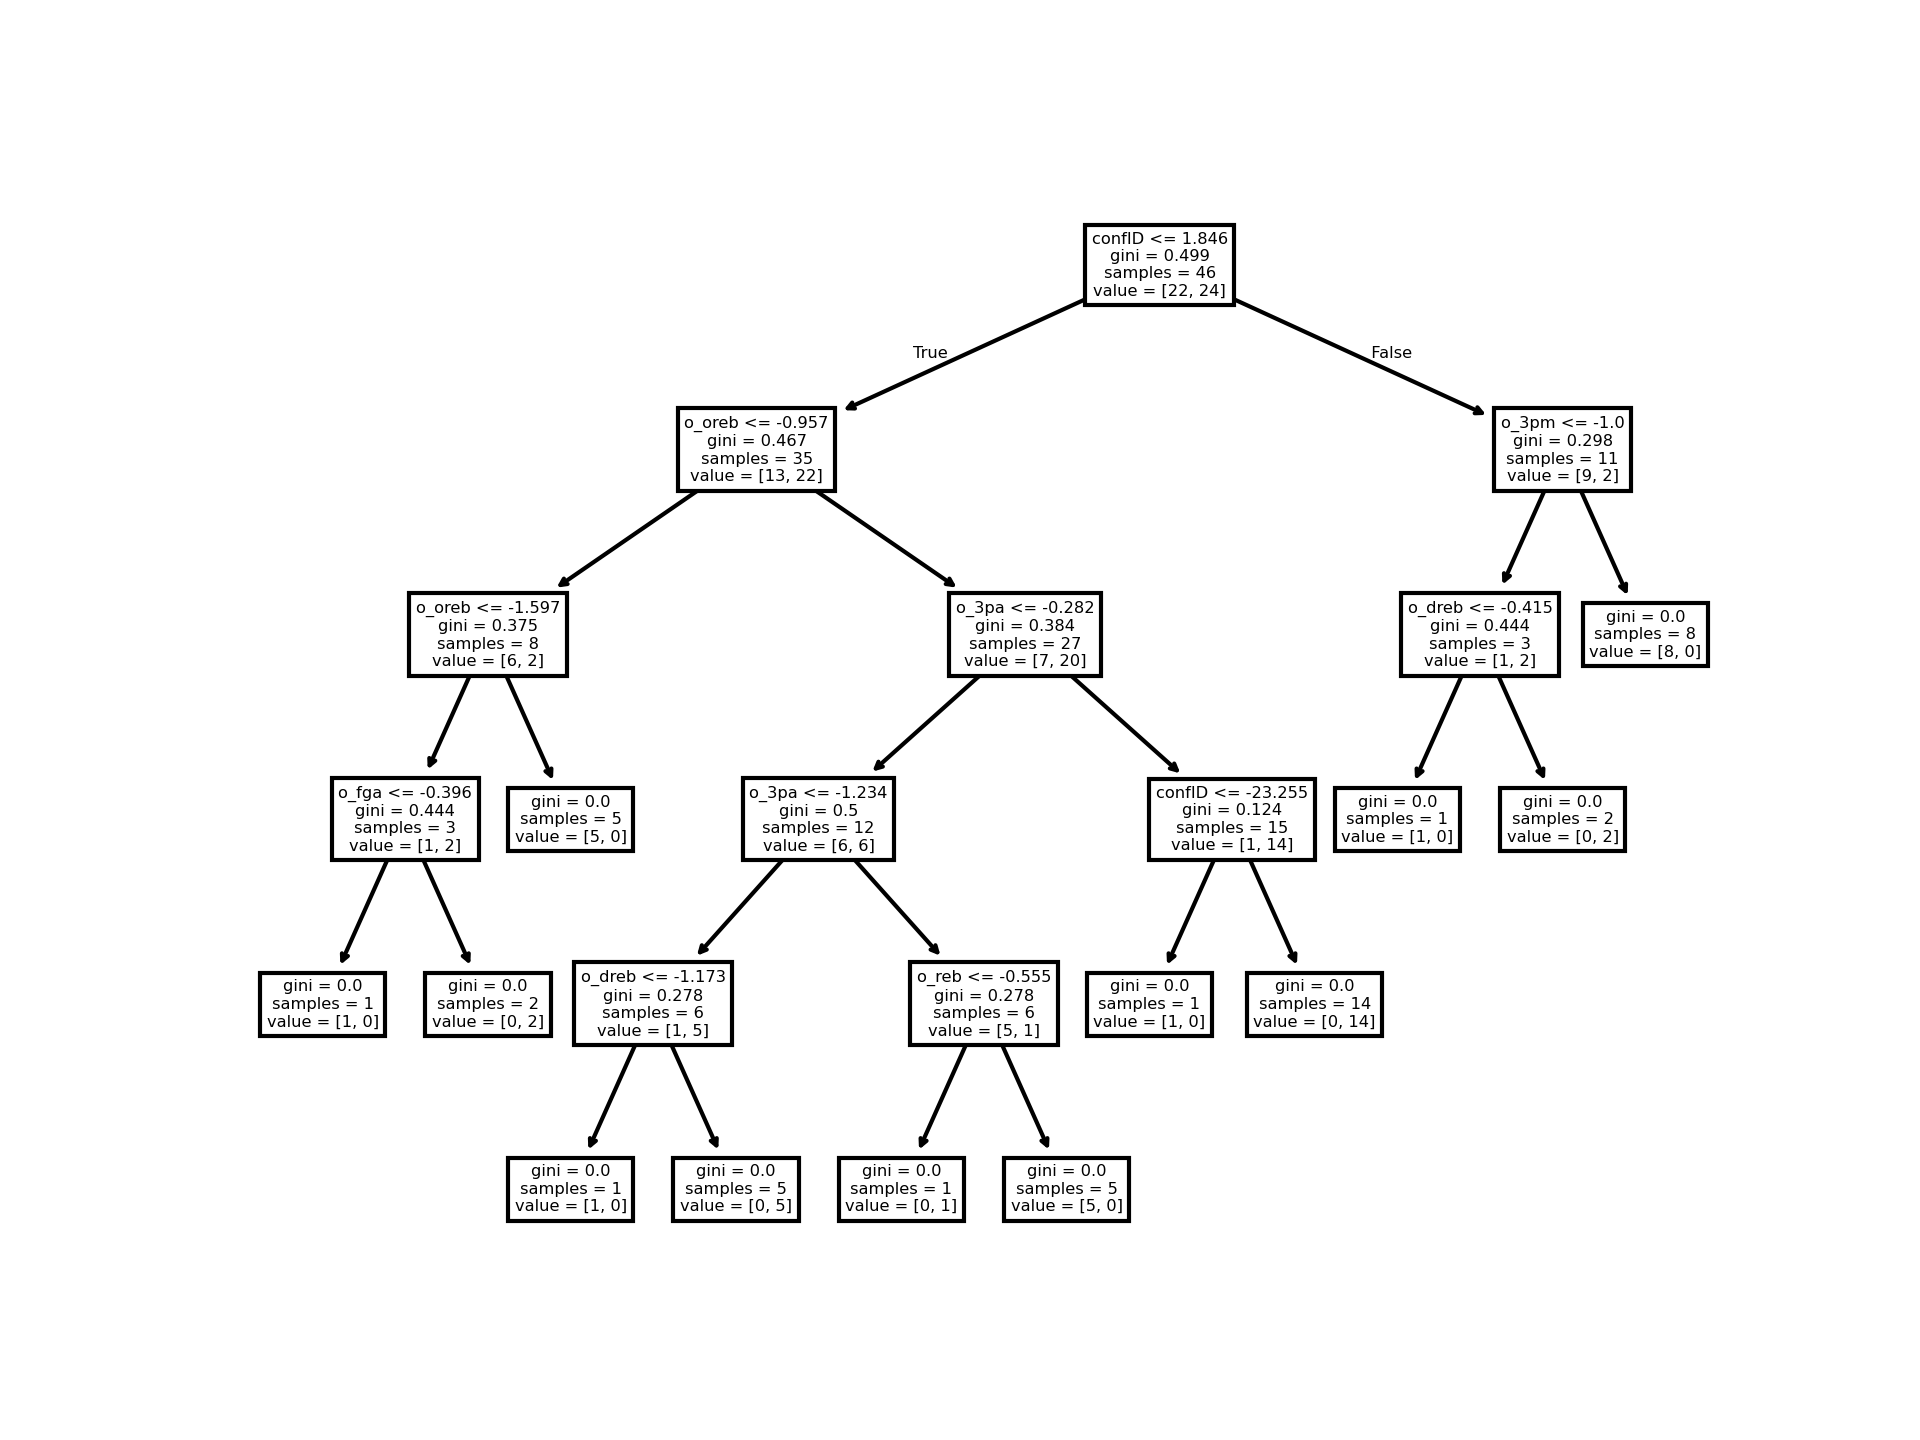 confID <= 1.846
gini = 0.499
samples = 46
value = [22, 24]
True
False
o_oreb <= -0.957
gini = 0.467
samples = 35
value = [13, 22]
o_3pm <= -1.0
gini = 0.298
samples = 11
value = [9, 2]
o_oreb <= -1.597
gini = 0.375
samples = 8
value = [6, 2]
o_3pa <= -0.282
gini = 0.384
samples = 27
value = [7, 20]
o_dreb <= -0.415
gini = 0.444
samples = 3
value = [1, 2]
gini = 0.0
samples = 8
value = [8, 0]
o_fga <= -0.396
gini = 0.444
samples = 3
value = [1, 2]
gini = 0.0
samples = 5
value = [5, 0]
o_3pa <= -1.234
gini = 0.5
samples = 12
value = [6, 6]
confID <= -23.255
gini = 0.124
samples = 15
value = [1, 14]
gini = 0.0
samples = 1
value = [1, 0]
gini = 0.0
samples = 2
value = [0, 2]
gini = 0.0
samples = 1
value = [1, 0]
gini = 0.0
samples = 2
value = [0, 2]
o_dreb <= -1.173
gini = 0.278
samples = 6
value = [1, 5]
o_reb <= -0.555
gini = 0.278
samples = 6
value = [5, 1]
gini = 0.0
samples = 1
value = [1, 0]
gini = 0.0
samples = 14
value = [0, 14]
gini = 0.0
samples = 1
value = [1, 0]
gini = 0.0
samples = 5
value = [0, 5]
gini = 0.0
samples = 1
value = [0, 1]
gini = 0.0
samples = 5
value = [5, 0]